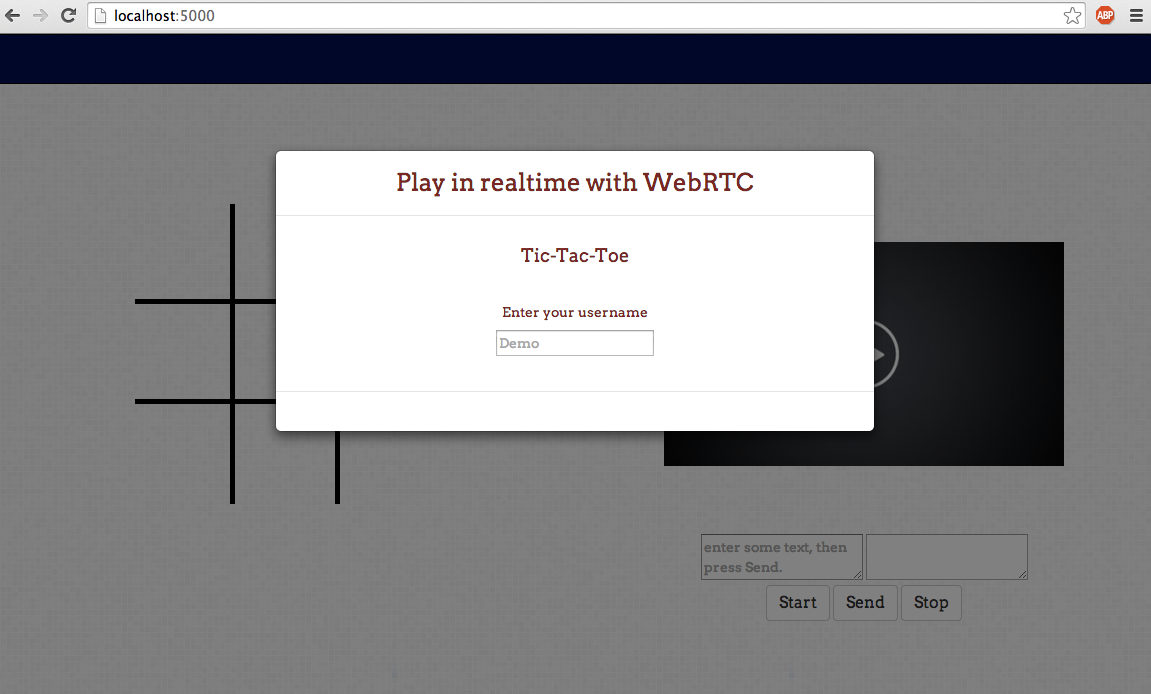 localhost:5000
ABP
Play in realtime with WebRTC
Tic-Tac-Toe
Enter your username
Demo
enter some text, then
press Send.
Start Send Stop